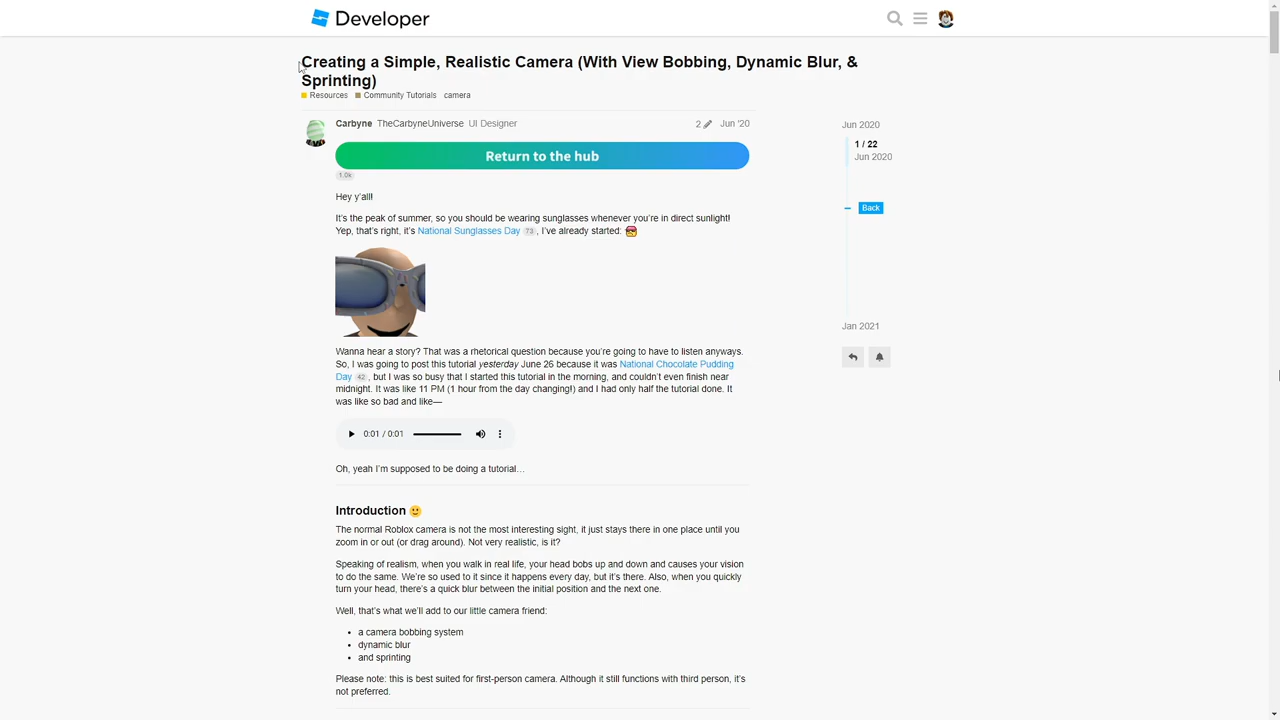 Developer
Creating a Simple, Realistic Camera (With View Bobbing, Dynamic Blur, &
Sprinting)
Resources Community Tutorials camera
Carbyne TheCarbyneUniverse UI Designer 2 Jun '20
Return to the hub
1.0k
Hey y'all!
It's the peak of summer, so you should be wearing sunglasses whenever you're in direct sunlight!
Yep, that's right, it's National Sunglasses Day 73, I've already started:
Wanna hear a story? That was a rhetorical question because you're going to have to listen anyways.
So, I was going to post this tutorial yesterday June 26 because it was National Chocolate Pudding
Day 42, but I was so busy that I started this tutorial in the morning, and couldn't even finish near
midnight. It was like 11 PM (1 hour from the day changing!) and I had only half the tutorial done. It
was like so bad and like—
0:01 / 0:01
Oh, yeah I'm supposed to be doing a tutorial…
Introduction
The normal Roblox camera is not the most interesting sight, it just stays there in one place until you
zoom in or out (or drag around). Not very realistic, is it?
Speaking of realism, when you walk in real life, your head bobs up and down and causes your vision
to do the same. We're so used to it since it happens every day, but it's there. Also, when you quickly
turn your head, there's a quick blur between the initial position and the next one.
Well, that's what we'll add to our little camera friend:
• a camera bobbing system
• dynamic blur
• and sprinting
Please note: this is best suited for first-person camera. Although it still functions with third person, it's
not preferred.
Jun 2020
1 / 22
Jun 2020
Back
Jan 2021